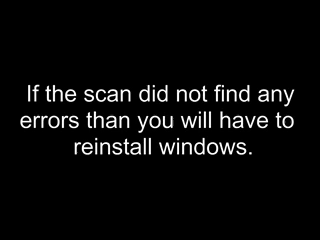 If the scan did not find any
errors than you will have to
reinstall windows.